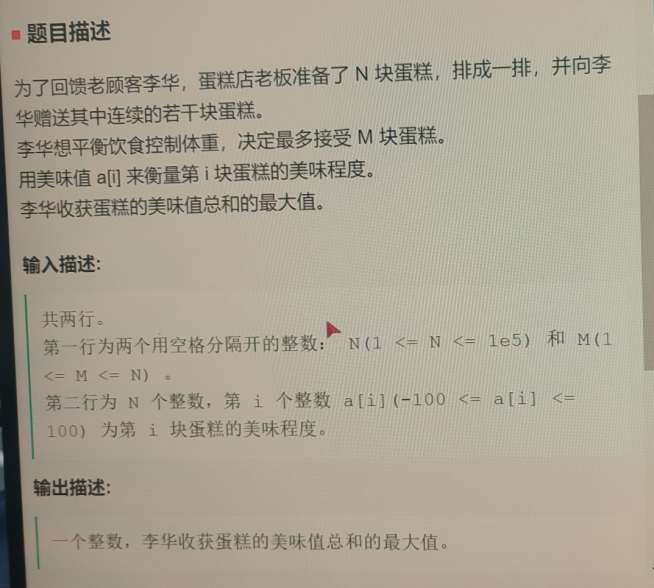 题目描述
为了回馈老顾客李华，蛋糕店老板准备了 N 块蛋糕，排成一排，并向李
华赠送其中连续的若干块蛋糕。
李华想平衡饮食控制体重，决定最多接受 M 块蛋糕。
用美味值 a[i] 来衡量第 i 块蛋糕的美味程度。
李华收获蛋糕的美味值总和的最大值。
输入描述:
共两行。
第一行为两个用空格分隔开的整数： N(1 <= N <= 1e5) 和 M(1
<= M <= N) 。
第二行为 N 个整数，第 i 个整数 a[i](-100 <= a[i] <=
100) 为第 i 块蛋糕的美味程度。
输出描述:
一个整数，李华收获蛋糕的美味值总和的最大值。